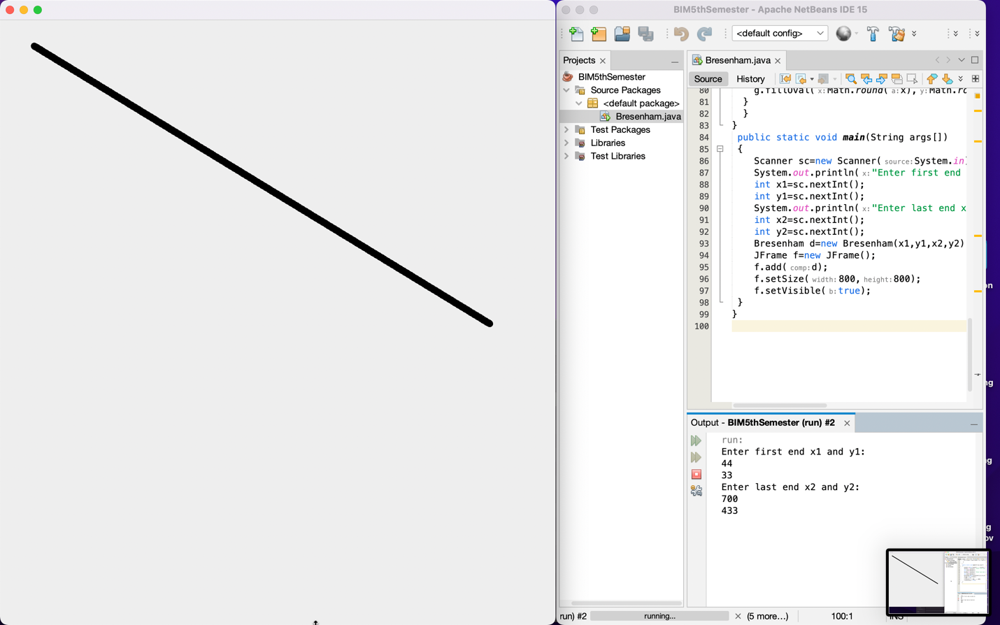 BIM5thSemester - Apache NetBeans IDE 15
<default config>
Projects
Bresenham.java
BIM5thSemester
Source Packages
<default package>
Bresenham.java
Test Packages
Libraries
Test Libraries
Source History
80 g.fillOval( x: Math.round( a: x), y: Math.ro
81 }
82 }
83 }
84 public static void main(String args[])
85 {
86 Scanner sc=new Scanner( source: System.in
87 System.out.println( x: "Enter first end
88 int x1=sc.nextInt();
89 int y1=sc.nextInt();
90 System.out.println( x: "Enter last end x
91 int x2=sc.nextInt();
92 int y2=sc.nextInt();
93 Bresenham d=new Bresenham(x1,y1,x2,y2)
94 JFrame f=new JFrame();
95 f.add( comp: d);
96 f.setSize( width: 800, height: 800);
97 f.setVisible( b: true);
98 }
99 }
100
Output - BIM5thSemester (run) #2
run:
Enter first end x1 and y1:
44
33
Enter last end x2 and y2:
700
433
run) #2 running... (5 more...) 100:1 INS